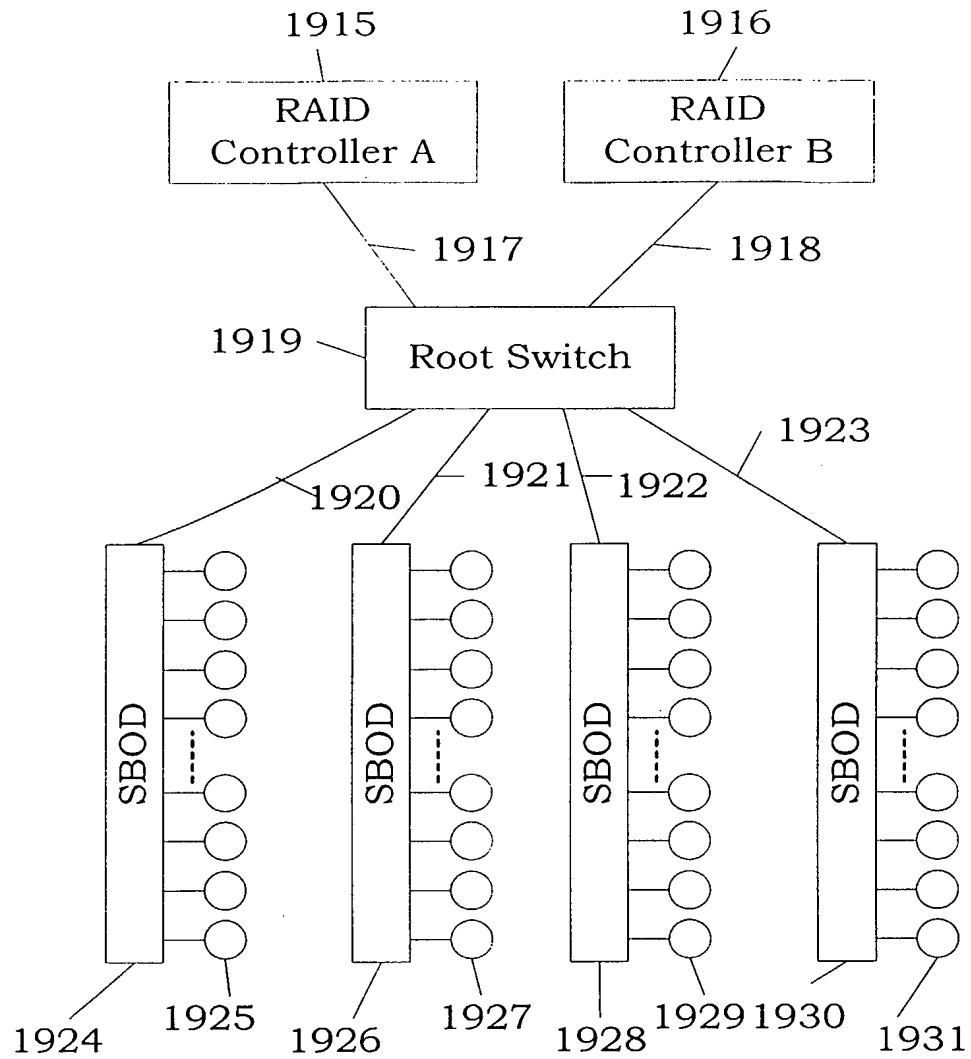 1915
1916
RAID
Controller A
RAID
Controller B
1917
1918
1919
Root Switch
1923
1921
1922
1920
SBOD
SBOD
SBOD
SBOD
1924
1925
1926
1927
1928
1929
1930
1931